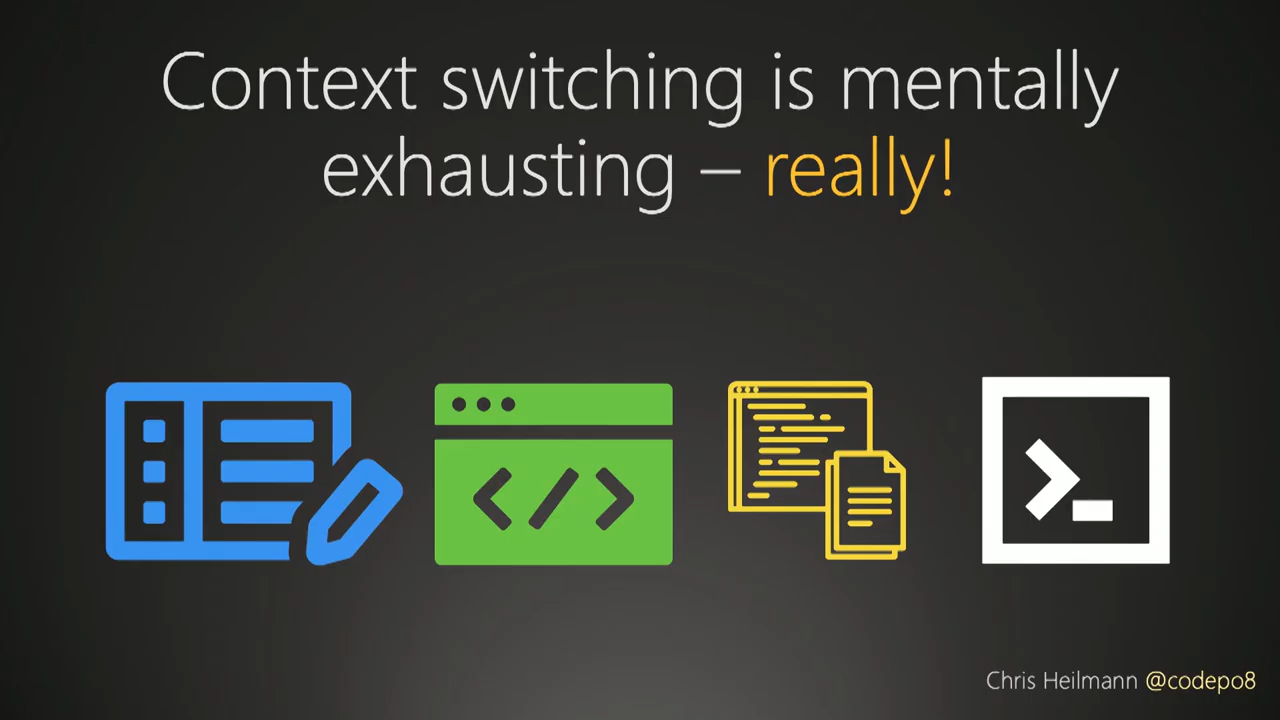 Context switching is mentally
exhausting – really!
Chris Heilmann @codepo8